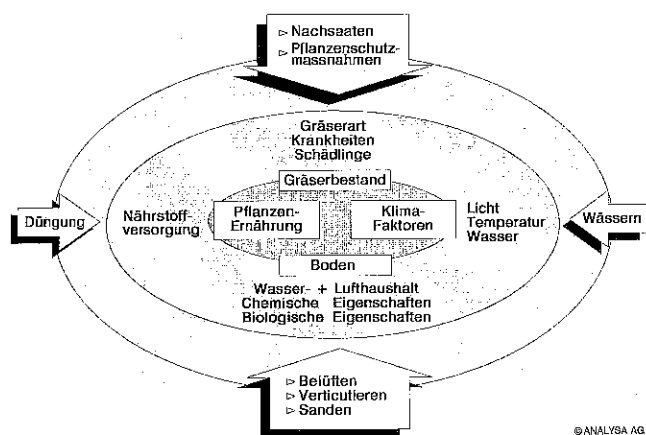 ▷ Nachsaaten
▷ Pflanzenschutz-
massnahmen
Gräserart
Krankheiten
Schädlinge
Gräserbestand
Düngung
Nährstoff-
versorgung
Pflanzen-
Ernährung
Klima-
Faktoren
Licht
Temperatur
Wasser
Wässern
Boden
Wasser- + Lufthaushalt
Chemische Eigenschaften
Biologische Eigenschaften
▷ Belüften
▷ Verticutieren
▷ Sanden
© ANALYSA AG